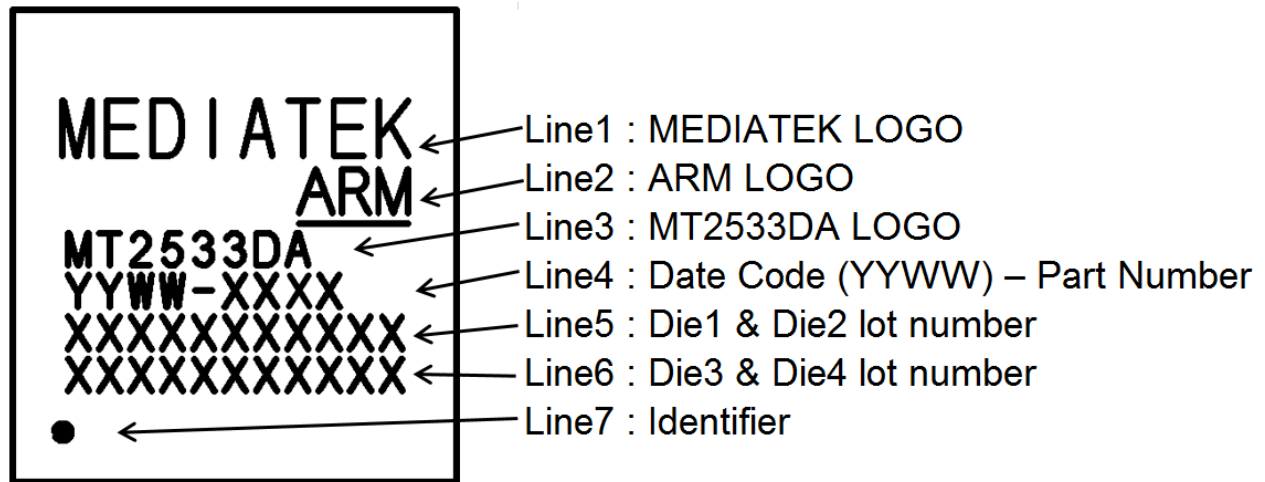 MEDIATEK
ARM
MT2533DA
YYWW-XXXX
XXXXXXXXXXX
XXXXXXXXXXX
Line1 : MEDIATEK LOGO
Line2 : ARM LOGO
Line3 : MT2533DA LOGO
Line4 : Date Code (YYWW) – Part Number
Line5 : Die1 & Die2 lot number
Line6 : Die3 & Die4 lot number
Line7 : Identifier